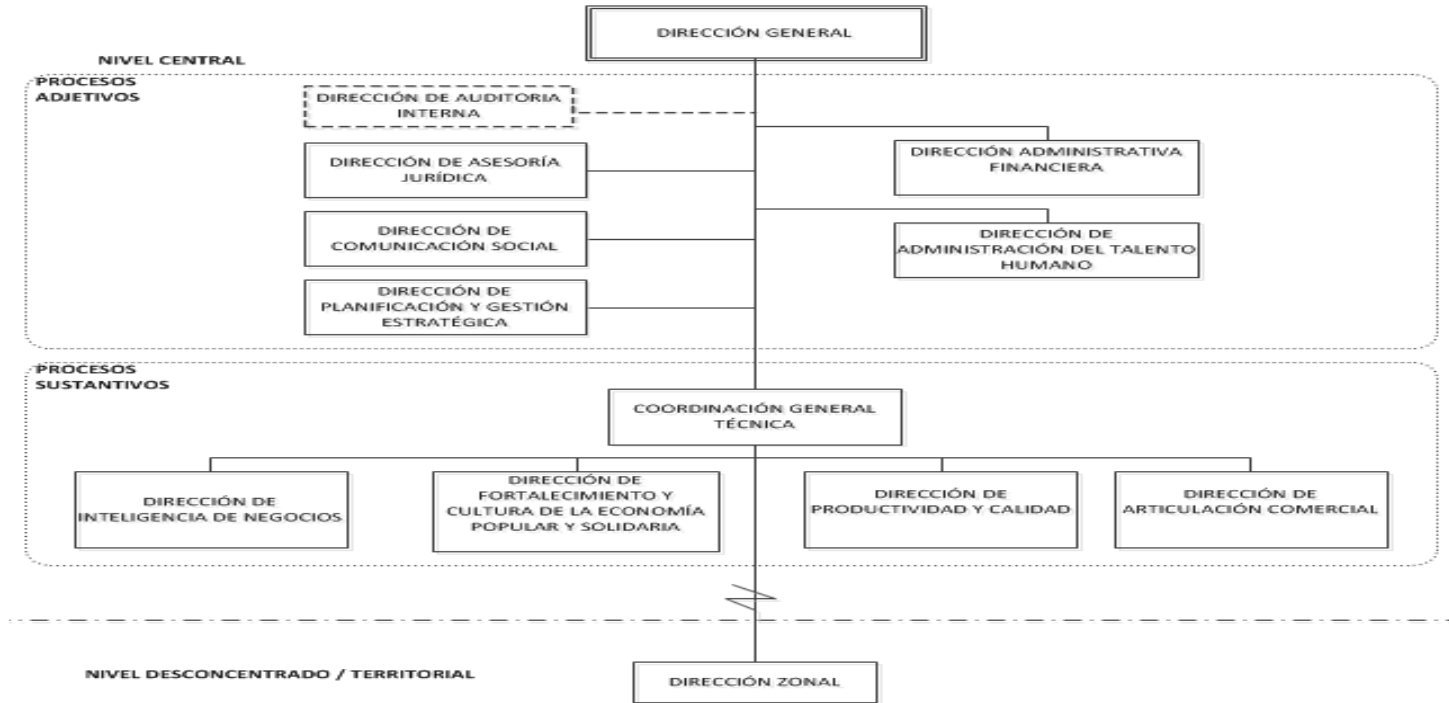 DIRECCIÓN GENERAL
NIVEL CENTRAL
PROCESOS
ADJETIVOS
DIRECCIÓN DE AUDITORIA
INTERNA
DIRECCIÓN DE ASESORÍA
JURÍDICA
DIRECCIÓN DE
COMUNICACIÓN SOCIAL
DIRECCIÓN DE
PLANIFICACIÓN Y GESTIÓN
ESTRATÉGICA
DIRECCIÓN ADMINISTRATIVA
FINANCIERA
DIRECCIÓN DE
ADMINISTRACIÓN DEL TALENTO
HUMANO
PROCESOS
SUSTANTIVOS
COORDINACIÓN GENERAL
TÉCNICA
DIRECCIÓN DE
INTELIGENCIA DE NEGOCIOS
DIRECCIÓN DE
FORTALECIMIENTO Y
CULTURA DE LA ECONOMÍA
POPULAR Y SOLIDARIA
DIRECCIÓN DE
PRODUCTIVIDAD Y CALIDAD
DIRECCIÓN DE
ARTICULACIÓN COMERCIAL
NIVEL DESCONCENTRADO / TERRITORIAL
DIRECCIÓN ZONAL